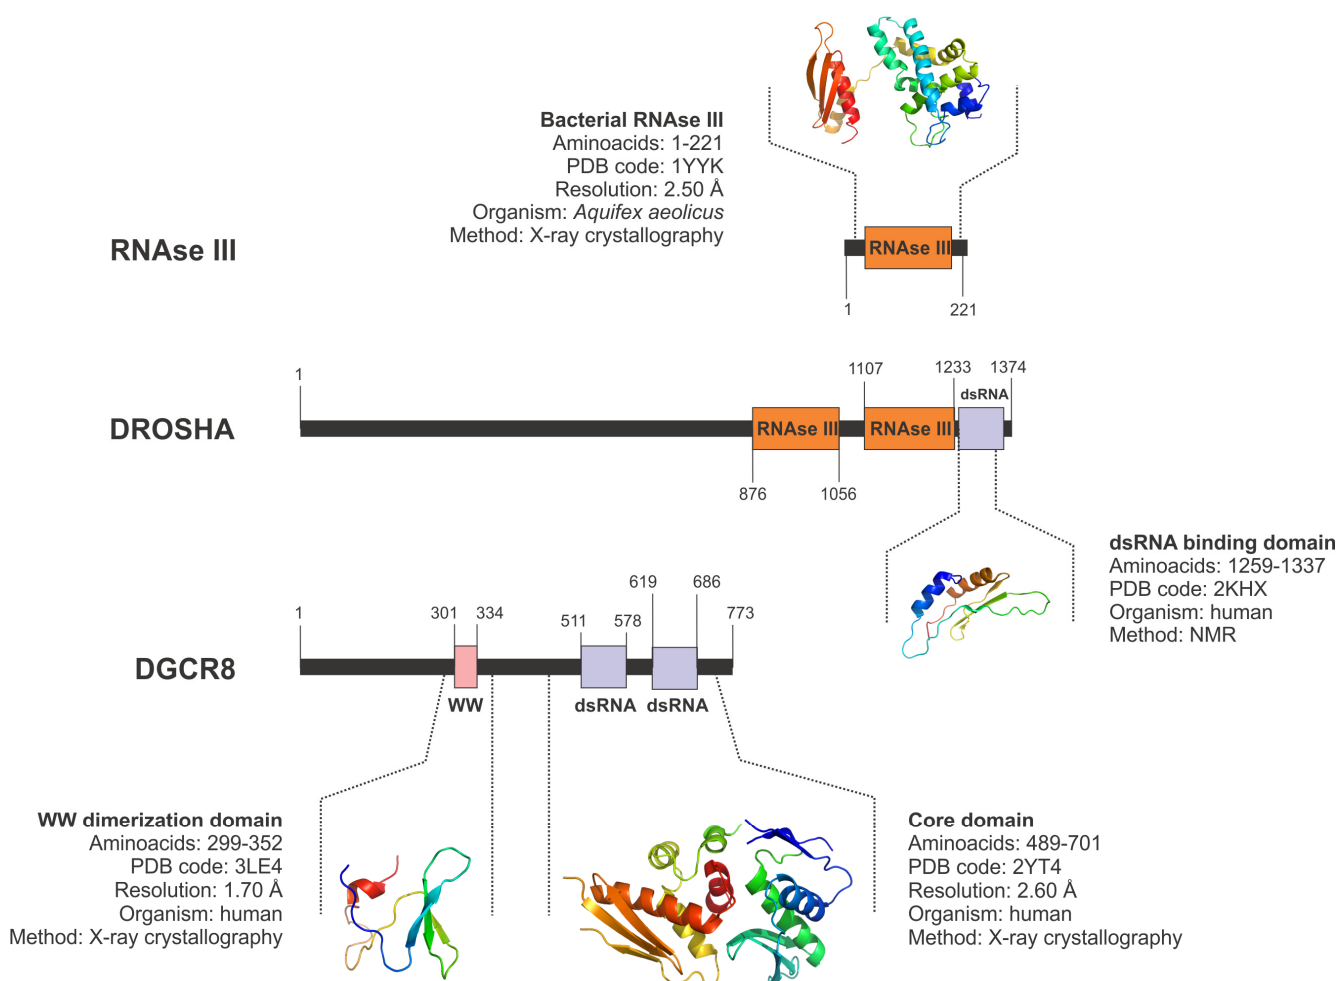 Bacterial RNAse III
Aminoacids: 1-221
PDB code: 1YYK
Resolution: 2.50 Å
Organism: Aquifex aeolicus
Method: X-ray crystallography
RNAse III
RNAse III
1
221
DROSHA
1
1107
1233
1374
dsRNA
RNAse III
RNAse III
876
1056
dsRNA binding domain
Aminoacids: 1259-1337
PDB code: 2KHX
Organism: human
Method: NMR
DGCR8
1
301
334
511
578
619
686
773
WW
dsRNA
dsRNA
WW dimerization domain
Aminoacids: 299-352
PDB code: 3LE4
Resolution: 1.70 Å
Organism: human
Method: X-ray crystallography
Core domain
Aminoacids: 489-701
PDB code: 2YT4
Resolution: 2.60 Å
Organism: human
Method: X-ray crystallography